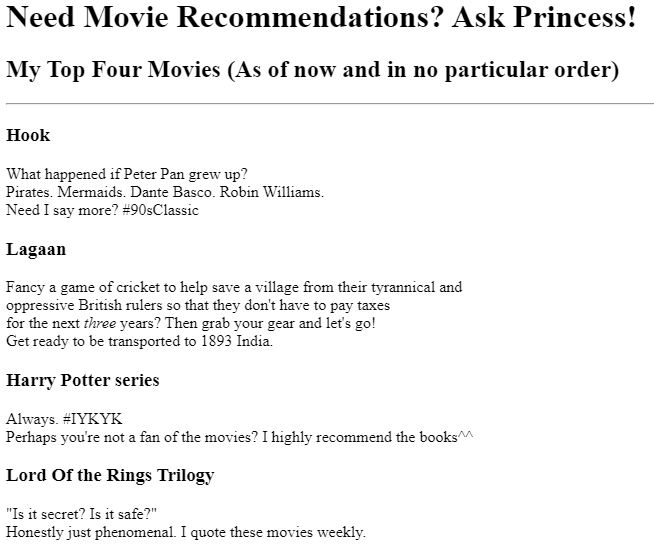 Need Movie Recommendations? Ask Princess!
My Top Four Movies (As of now and in no particular order)
Hook
What happened if Peter Pan grew up?
Pirates. Mermaids. Dante Basco. Robin Williams.
Need I say more? #90sClassic
Lagaan
Fancy a game of cricket to help save a village from their tyrannical and
oppressive British rulers so that they don't have to pay taxes
for the next three years? Then grab your gear and let's go!
Get ready to be transported to 1893 India.
Harry Potter series
Always. #IYKYK
Perhaps you're not a fan of the movies? I highly recommend the books^^
Lord Of the Rings Trilogy
"Is it secret? Is it safe?"
Honestly just phenomenal. I quote these movies weekly.